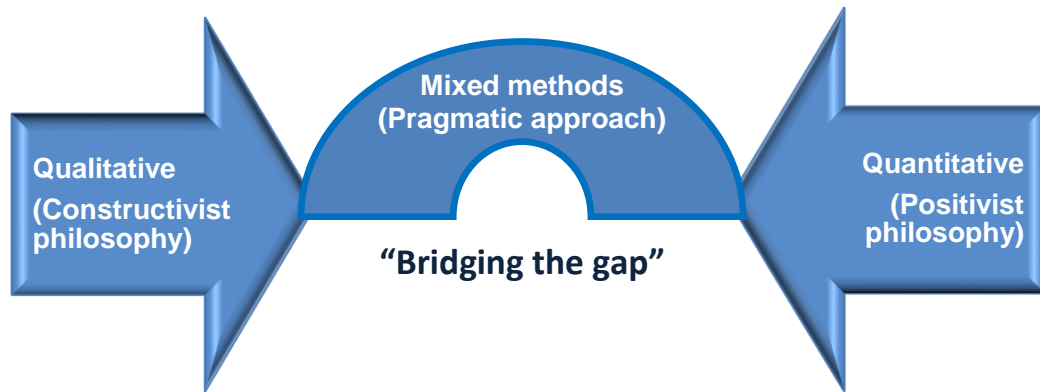 Mixed methods
(Pragmatic approach)
Qualitative
(Constructivist
philosophy)
Quantitative
(Positivist
philosophy)
“Bridging the gap”